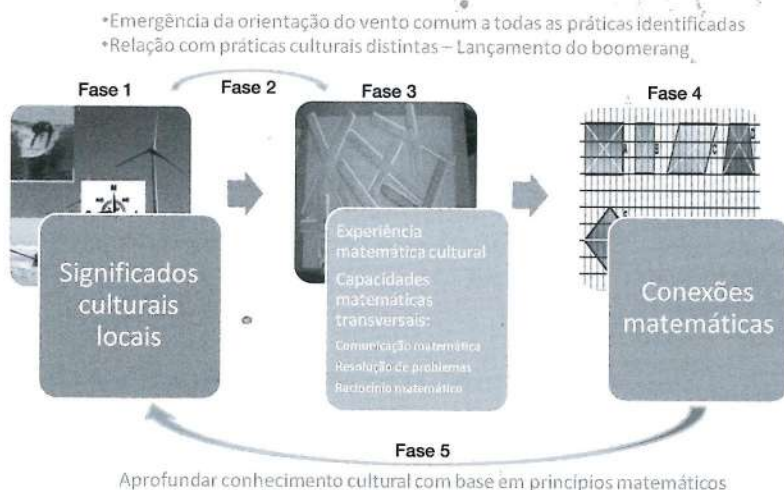 •Emergência da orientação do vento comum a todas as práticas identificadas
•Relação com práticas culturais distintas – Lançamento do boomerang
Fase 1
Fase 2
Fase 3
Fase 4
Significados
culturais
locais
Experiência
matemática cultural
Capacidades
matemáticas
transversais:
Comunicação matemática
Resolução de problemas
Raciocínio matemático
Conexões
matemáticas
Fase 5
Aprofundar conhecimento cultural com base em princípios matemáticos